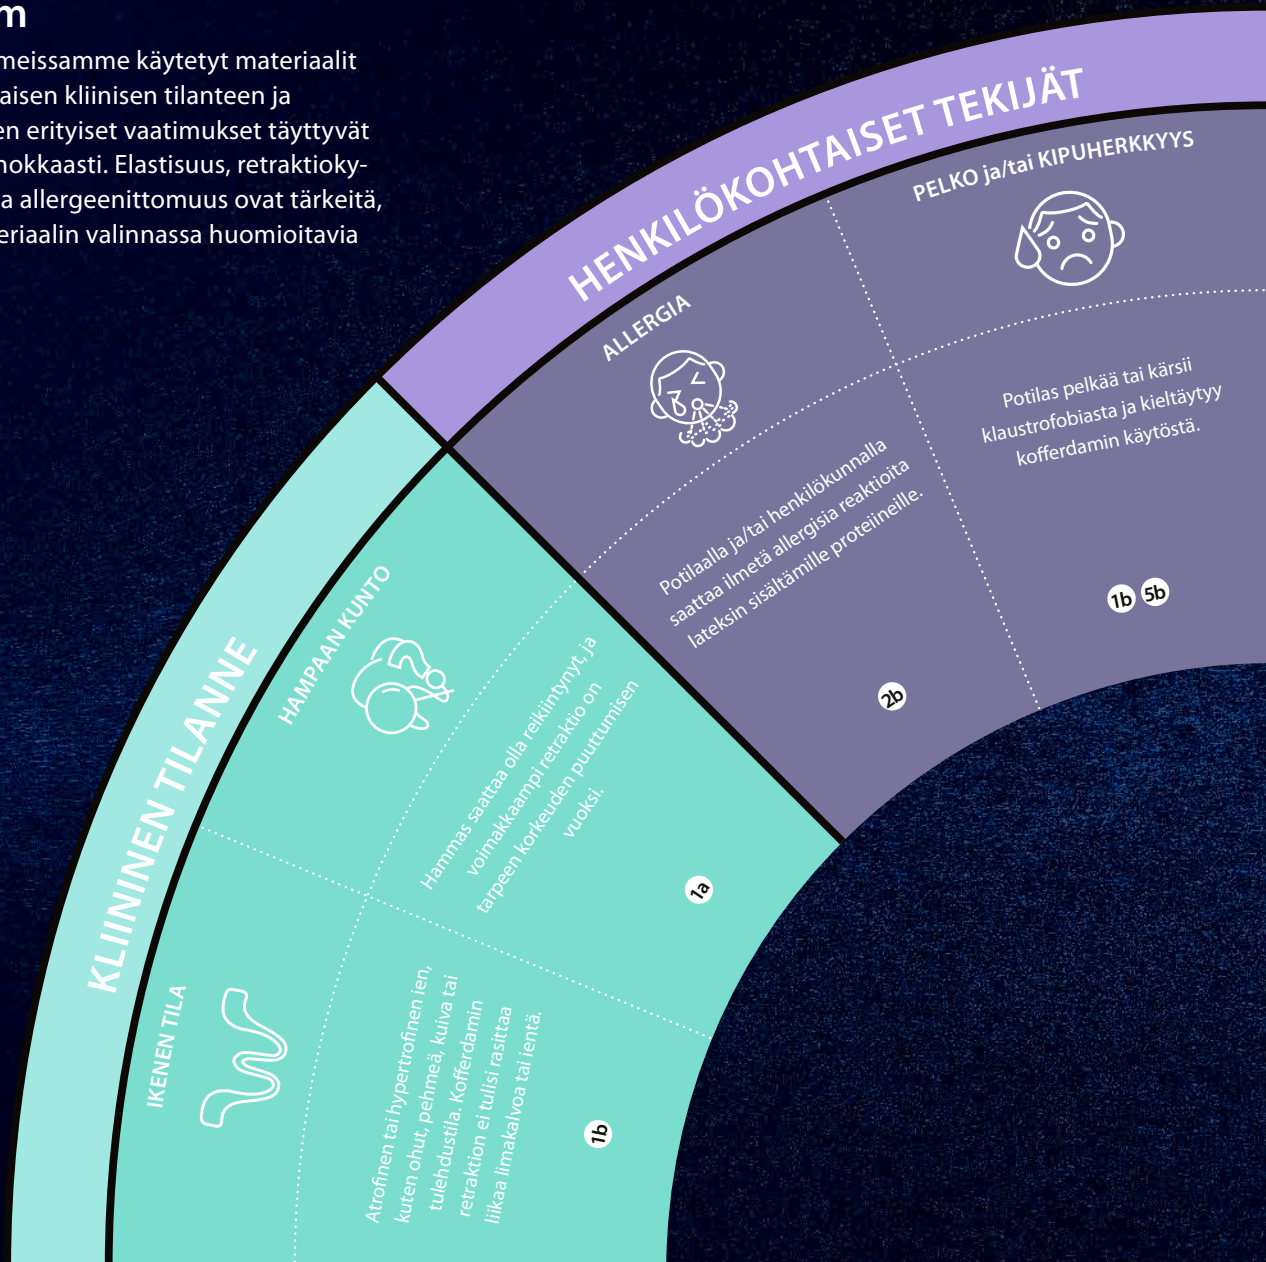 m
meissamme käytetyt materiaalit
aisen kliinisen tilanteen ja
en erityiset vaatimukset täyttyvät
hokkaasti. Elastisuus, retraktioky-
a allergeenittomuus ovat tärkeitä,
eriaalin valinnassa huomioitavia
HENKILÖKOHTAISET TEKIJÄT
PELKO ja/tai KIPUHERKKYYS
Potilas pelkää tai kärsii
klaustrofobiasta ja kieltäytyy
kofferdamin käytöstä.
1b 5b
ALLERGIA
Potilaalla ja/tai henkilökunnalla
saattaa ilmetä allergisia reaktioita
lateksin sisältämille proteiineille.
2b
KLIININEN TILANNE
HAMPAAN KUNTO
Hammas saattaa olla reikiintynyt, ja
voimakkaampi retraktio on
tarpeen korkeuden puuttumisen
vuoksi.
1a
IKENEN TILA
Atrofinen tai hypertrofinen ien,
kuten ohut, pehmeä, kuiva tai
tulehdustila. Kofferdamin
retraktion ei tulisi rasittaa
liikaa limakalvoa tai ientä.
1b